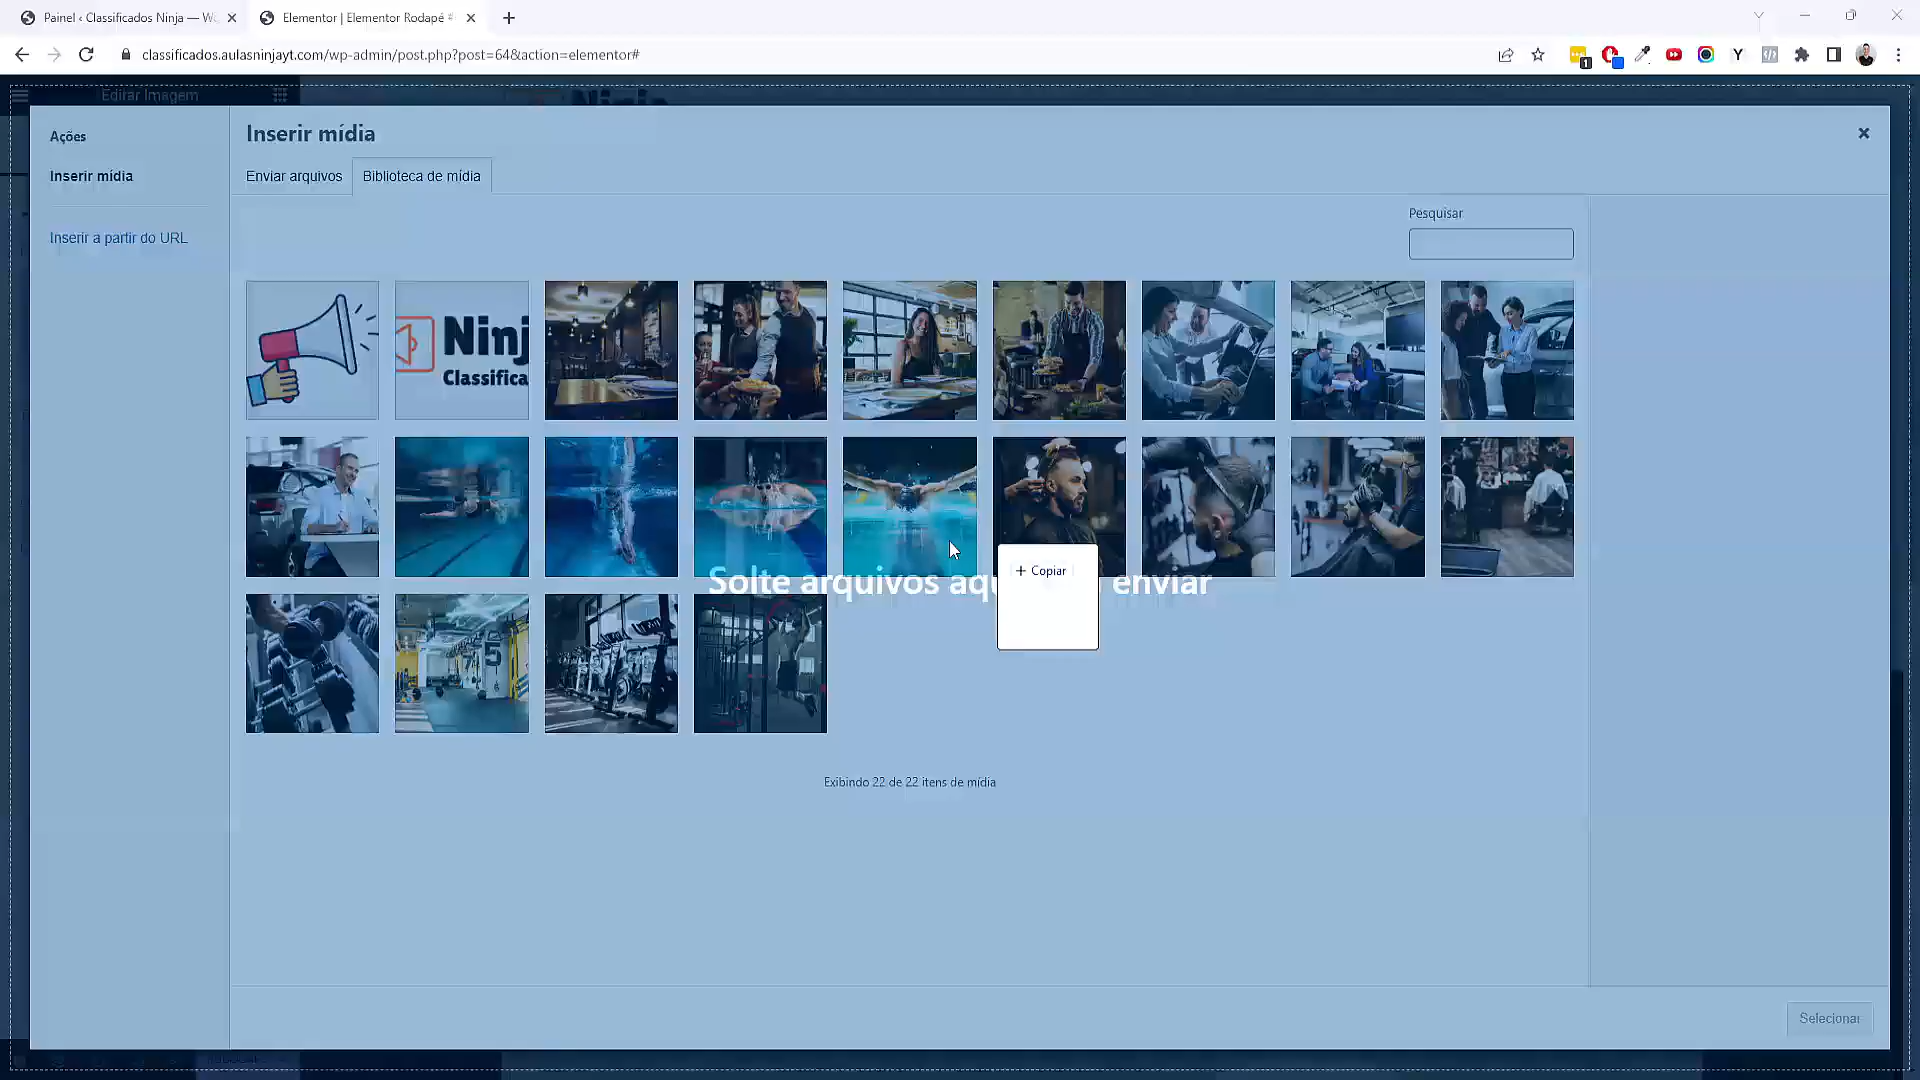 Painel ‹ Classificados Ninja — W
Elementor | Elementor Rodapé #
classificados.aulasninjayt.com/wp-admin/post.php?post=64&action=elementor#
1
Y
Editar Imagem
Ações
Inserir mídia
Inserir a partir do URL
Inserir mídia
Enviar arquivos
Biblioteca de mídia
Pesquisar
Ninj
Classifica
5
+ Copiar
Solte arquivos enviar
Exibindo 22 de 22 itens de mídia
Selecionar